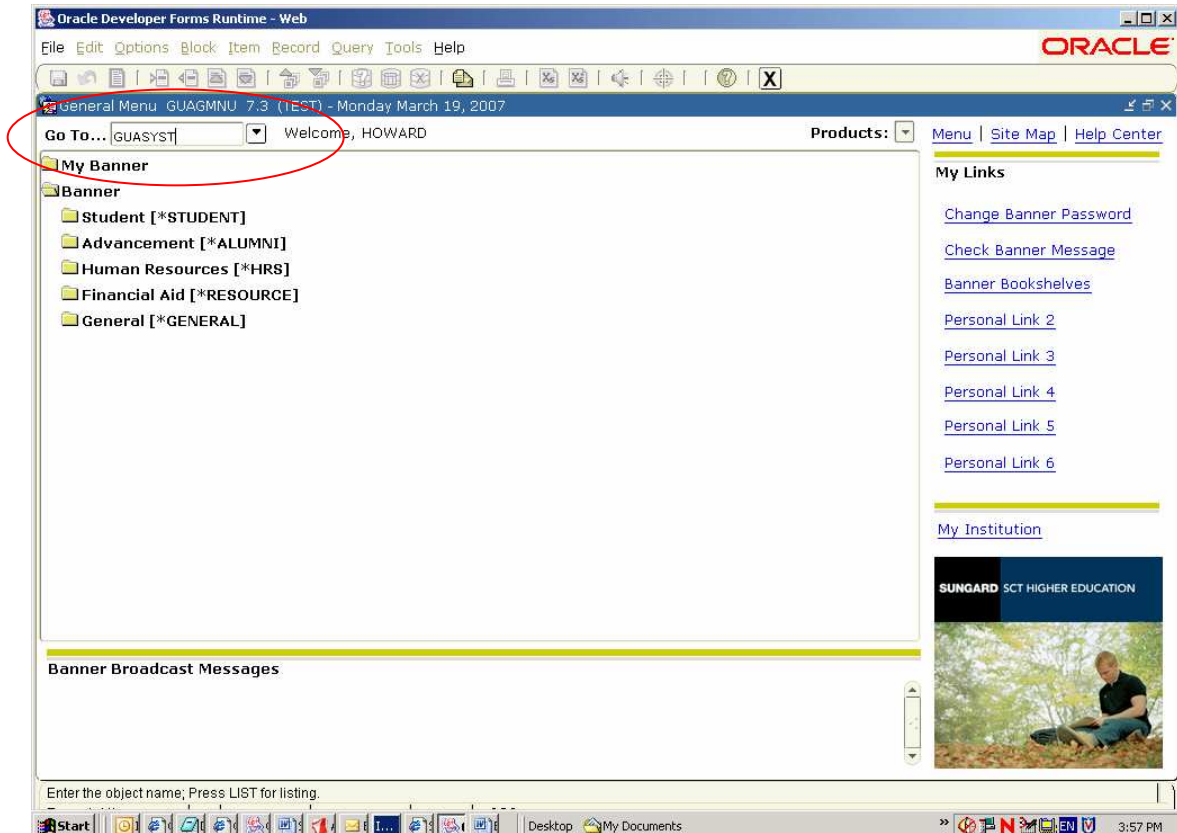 Oracle Developer Forms Runtime - Web
File Edit Options Block Item Record Query Tools Help
ORACLE
General Menu GUAGMNU 7.3 (TEST) - Monday March 19, 2007
Go To... GUASYST Welcome, HOWARD Products: Menu | Site Map | Help Center
My Banner
Banner
Student [*STUDENT]
Advancement [*ALUMNI]
Human Resources [*HRS]
Financial Aid [*RESOURCE]
General [*GENERAL]
My Links
Change Banner Password
Check Banner Message
Banner Bookshelves
Personal Link 2
Personal Link 3
Personal Link 4
Personal Link 5
Personal Link 6
My Institution
SUNGARD SCT HIGHER EDUCATION
Banner Broadcast Messages
Enter the object name; Press LIST for listing.
Start I... Desktop My Documents » EN 3:57 PM